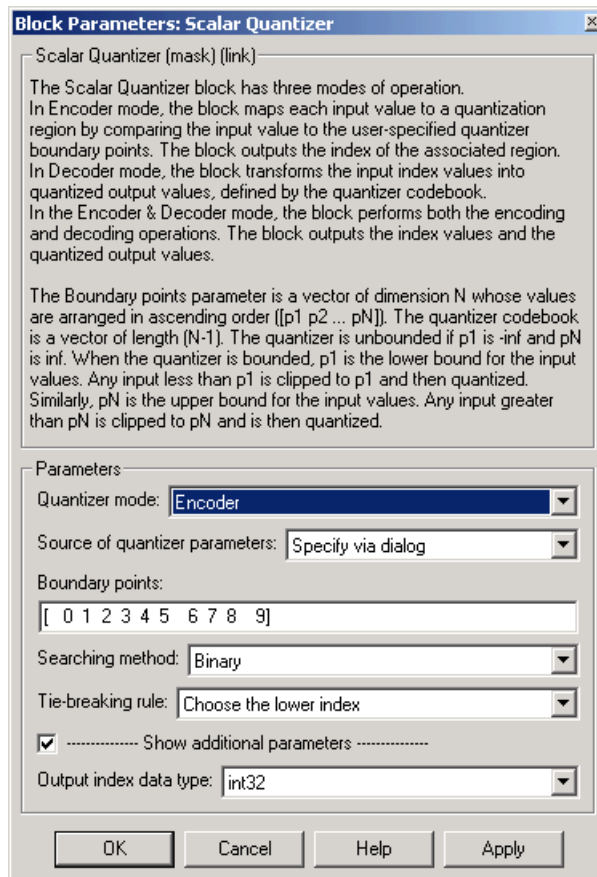 Block Parameters: Scalar Quantizer
Scalar Quantizer (mask) (link)
The Scalar Quantizer block has three modes of operation.
In Encoder mode, the block maps each input value to a quantization
region by comparing the input value to the user-specified quantizer
boundary points. The block outputs the index of the associated region.
In Decoder mode, the block transforms the input index values into
quantized output values, defined by the quantizer codebook.
In the Encoder & Decoder mode, the block performs both the encoding
and decoding operations. The block outputs the index values and the
quantized output values.
The Boundary points parameter is a vector of dimension N whose values
are arranged in ascending order ([p1 p2 ... pN]). The quantizer codebook
is a vector of length (N-1). The quantizer is unbounded if p1 is -inf and pN
is inf. When the quantizer is bounded, p1 is the lower bound for the input
values. Any input less than p1 is clipped to p1 and then quantized.
Similarly, pN is the upper bound for the input values. Any input greater
than pN is clipped to pN and is then quantized.
Parameters
Quantizer mode: Encoder
Source of quantizer parameters: Specify via dialog
Boundary points:
[ 0 1 2 3 4 5 6 7 8 9]
Searching method: Binary
Tie-breaking rule: Choose the lower index
--------------- Show additional parameters ---------------
Output index data type: int32
OK Cancel Help Apply